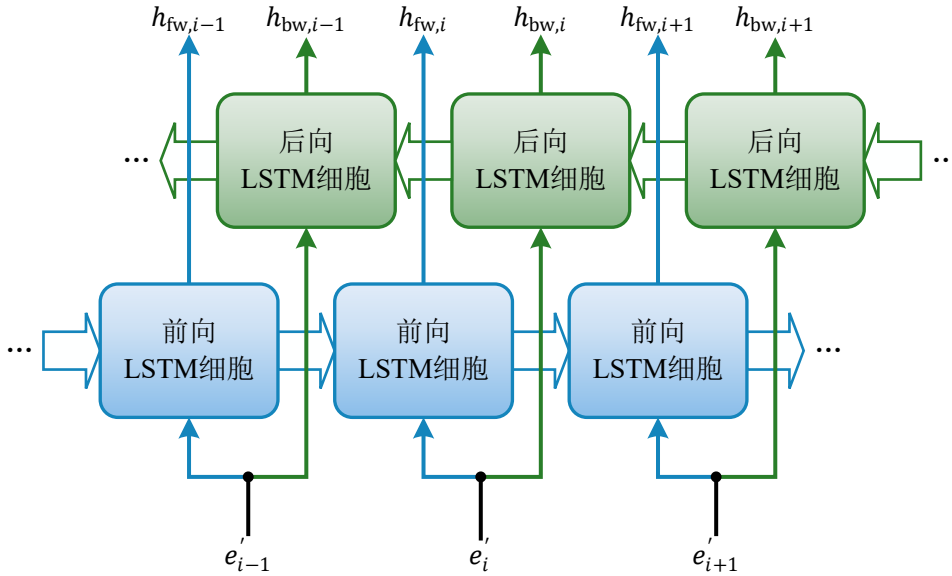 h_{fw,i−1} h_{bw,i−1} h_{fw,i} h_{bw,i} h_{fw,i+1} h_{bw,i+1}
... 后向 后向 后向 ...
LSTM细胞 LSTM细胞 LSTM细胞
... 前向 前向 前向 ...
LSTM细胞 LSTM细胞 LSTM细胞
e'_{i−1} e'_{i} e'_{i+1}